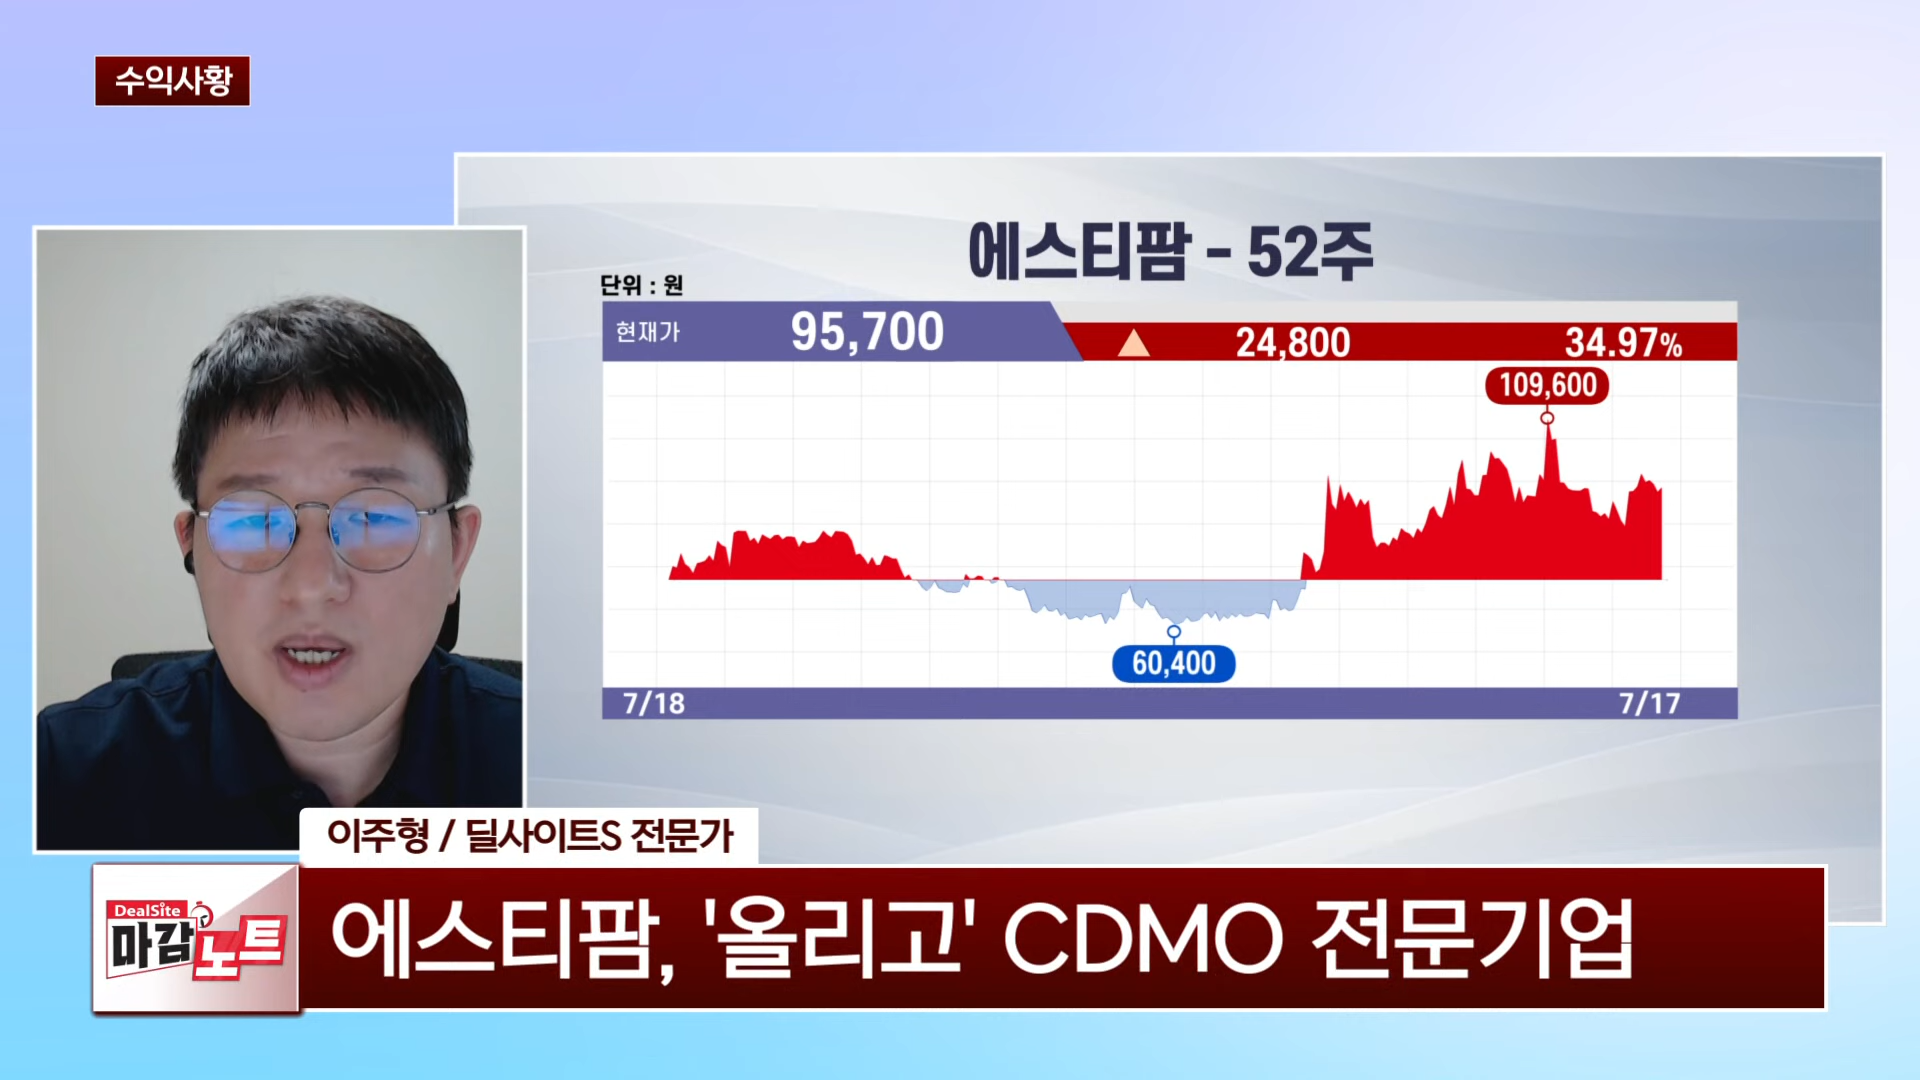 수익사황
에스티팜 - 52주
단위 : 원
현재가 95,700 ▲ 24,800 34.97%
109,600
60,400
7/18 7/17
이주형 / 딜사이트S 전문가
DealSite
마감노트
에스티팜, '올리고' CDMO 전문기업